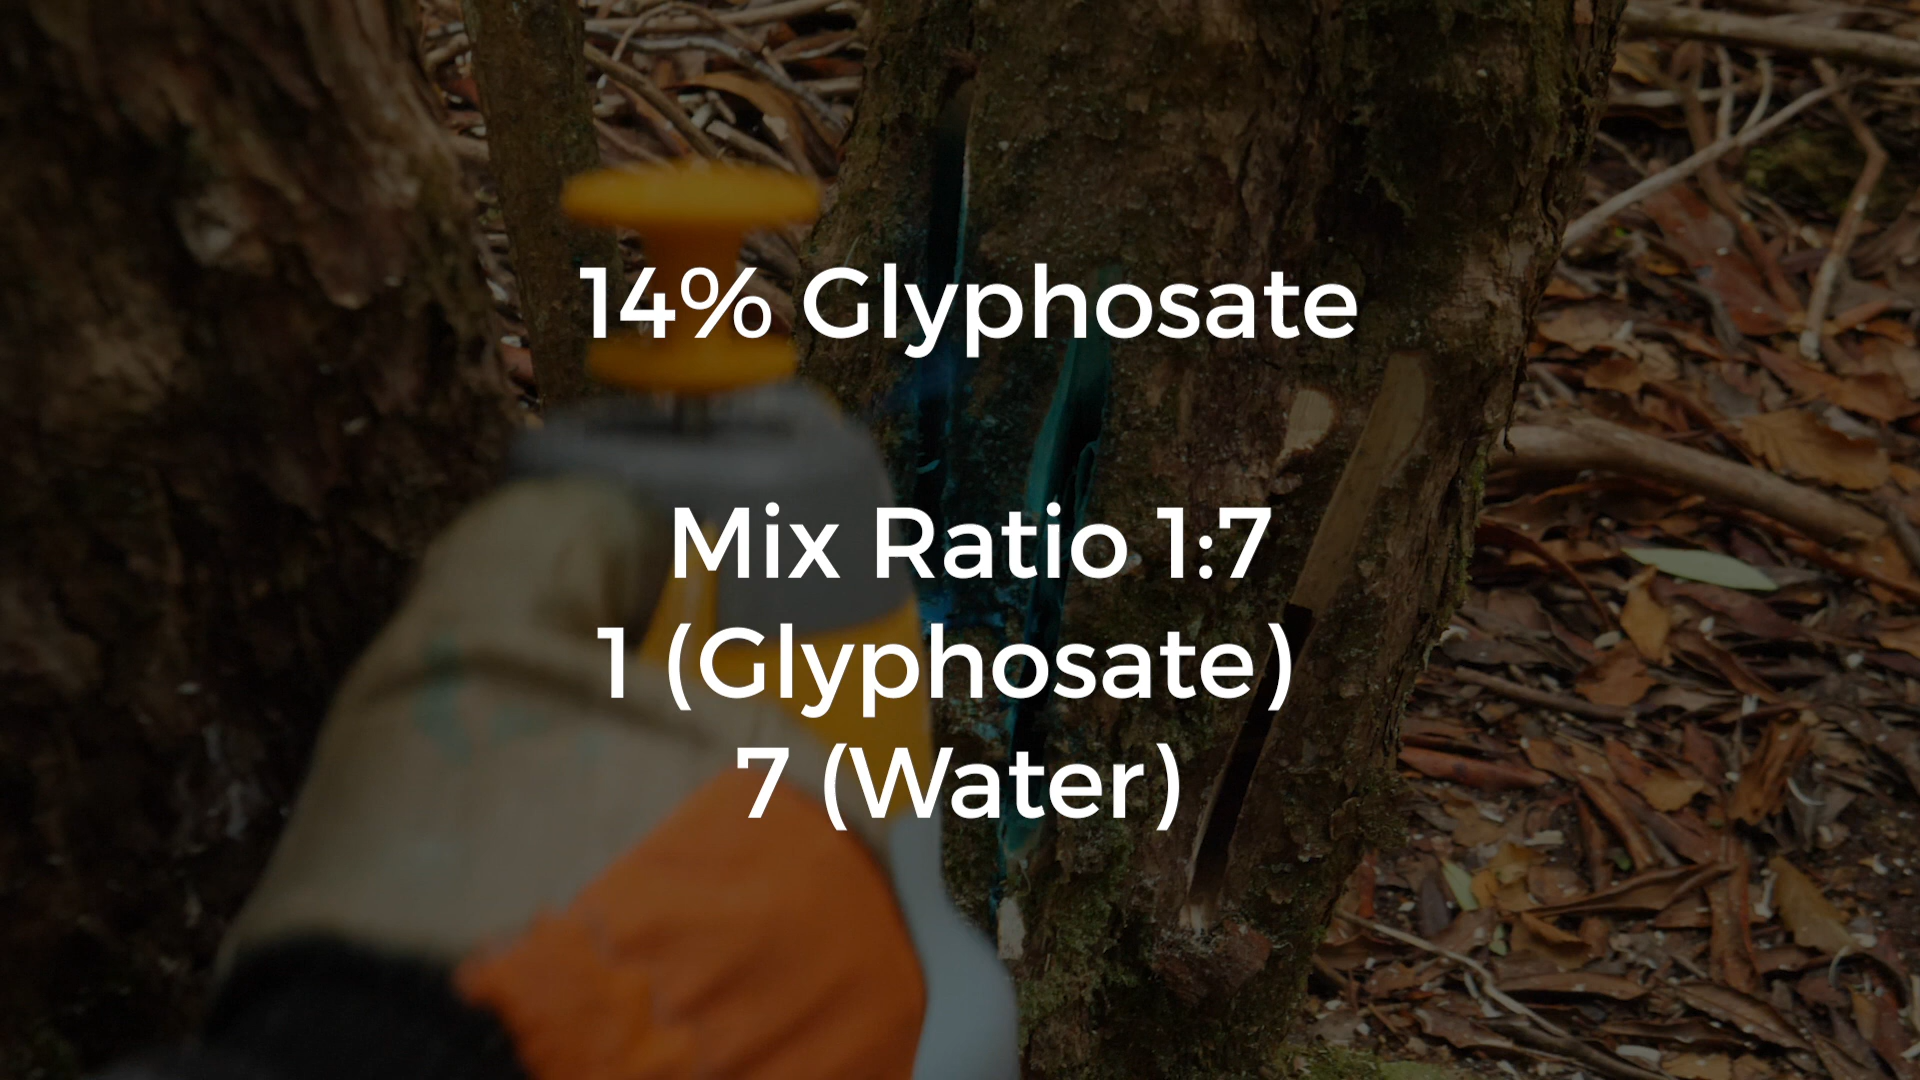 14% Glyphosate
Mix Ratio 1:7
1 (Glyphosate)
7 (Water)